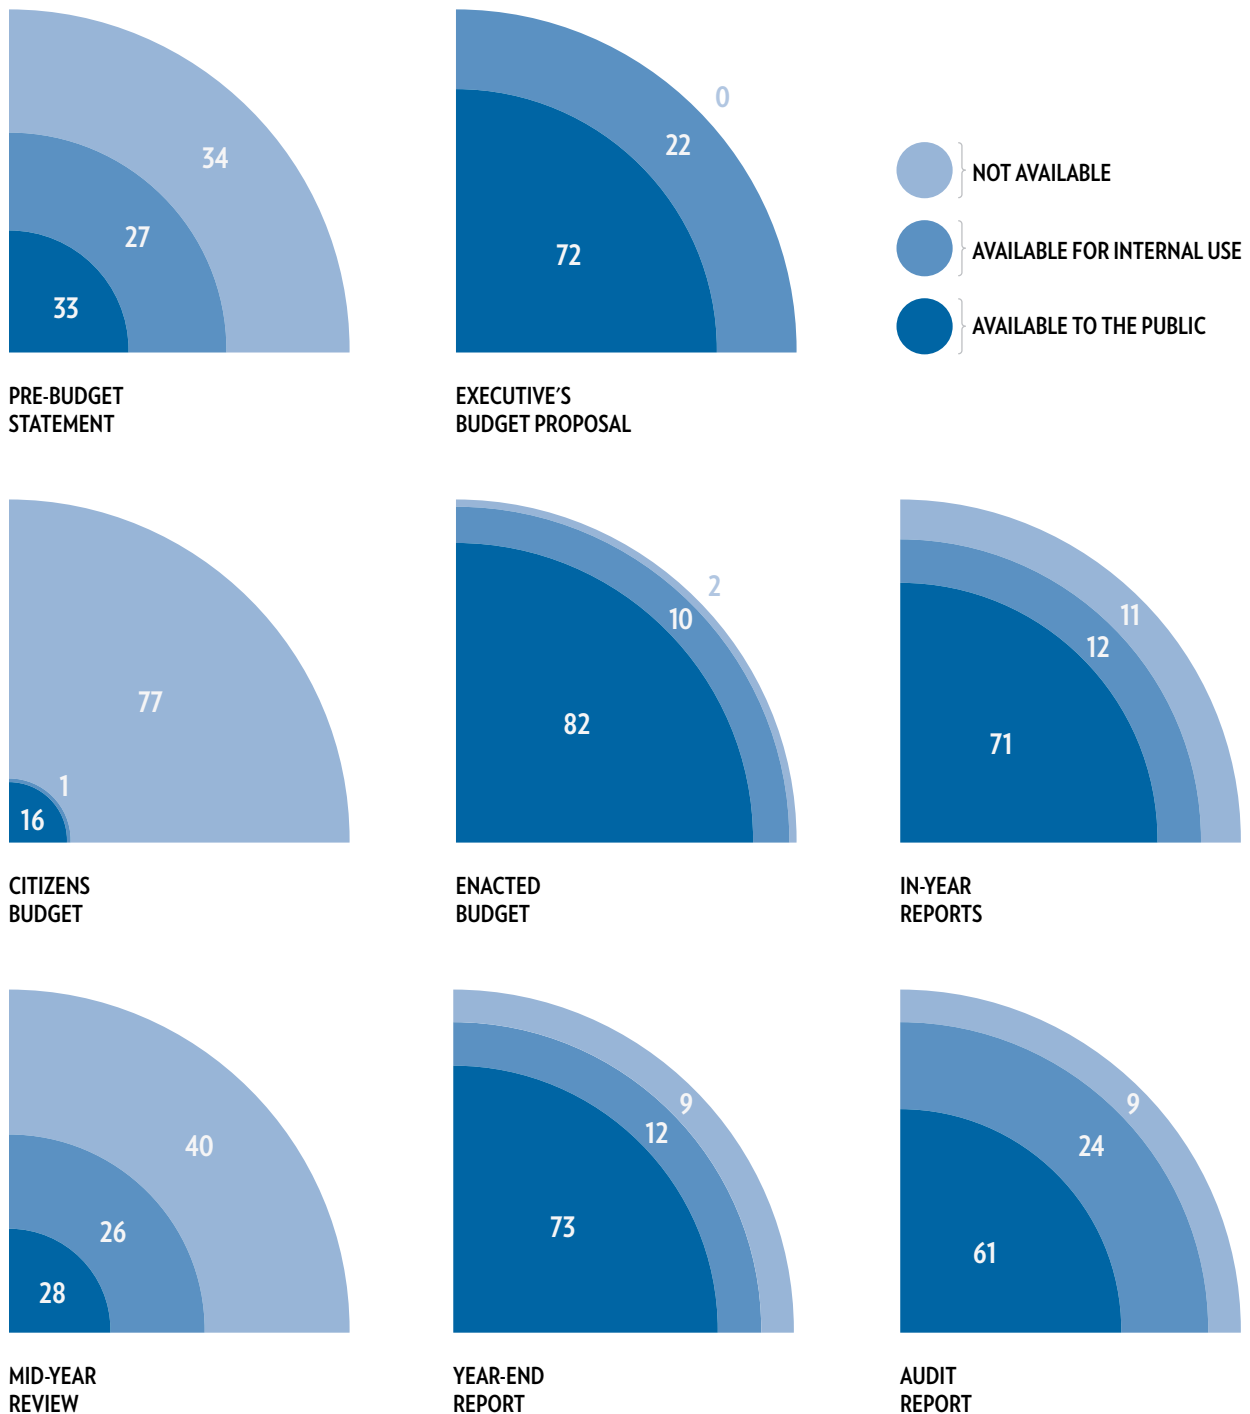 34
27
33
PRE-BUDGET
STATEMENT
0
22
72
EXECUTIVE'S
BUDGET PROPOSAL
NOT AVAILABLE
AVAILABLE FOR INTERNAL USE
AVAILABLE TO THE PUBLIC
77
1
16
CITIZENS
BUDGET
2
10
82
ENACTED
BUDGET
11
12
71
IN-YEAR
REPORTS
40
26
28
MID-YEAR
REVIEW
9
12
73
YEAR-END
REPORT
9
24
61
AUDIT
REPORT